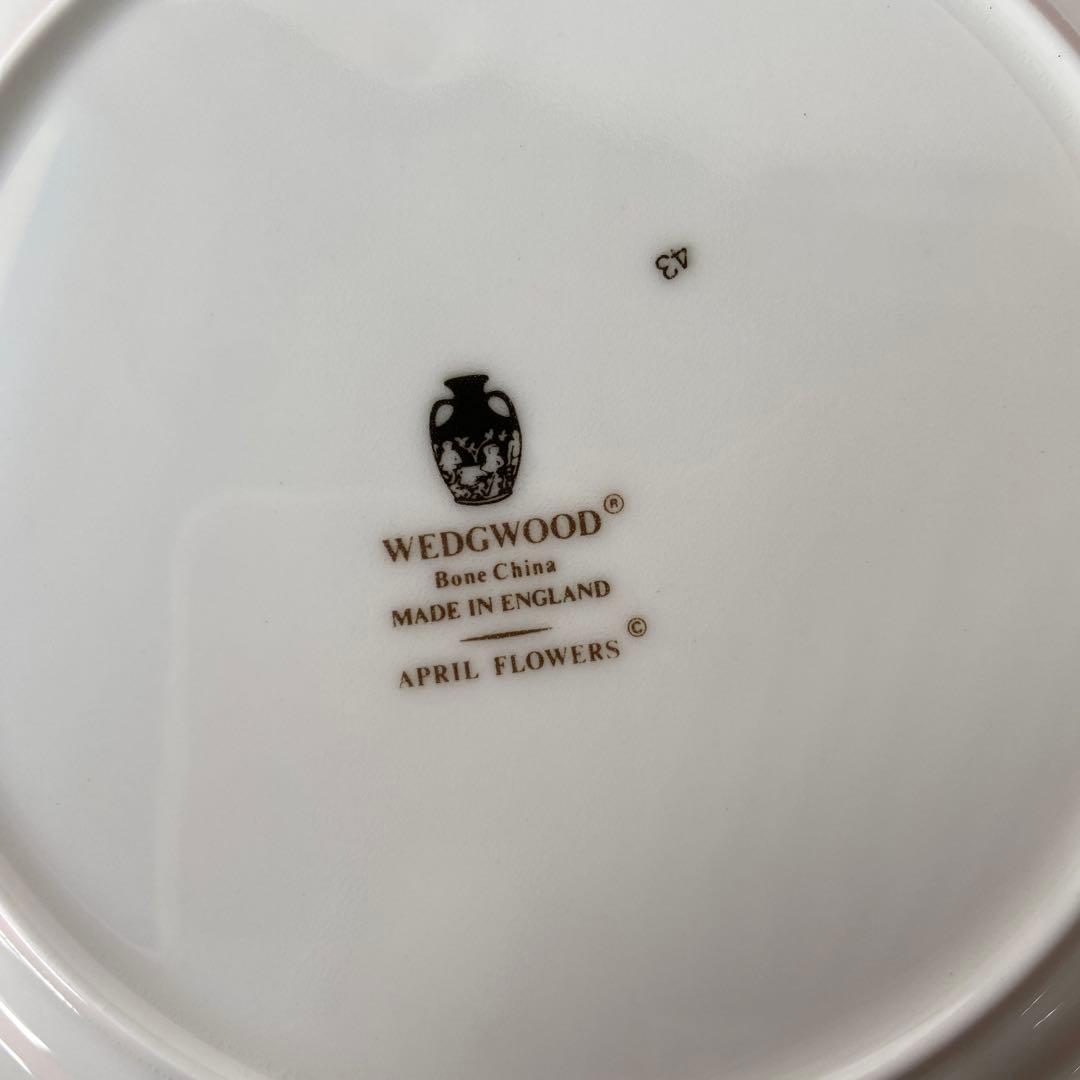 43
WEDGWOOD®
Bone China
MADE IN ENGLAND
APRIL FLOWERS©